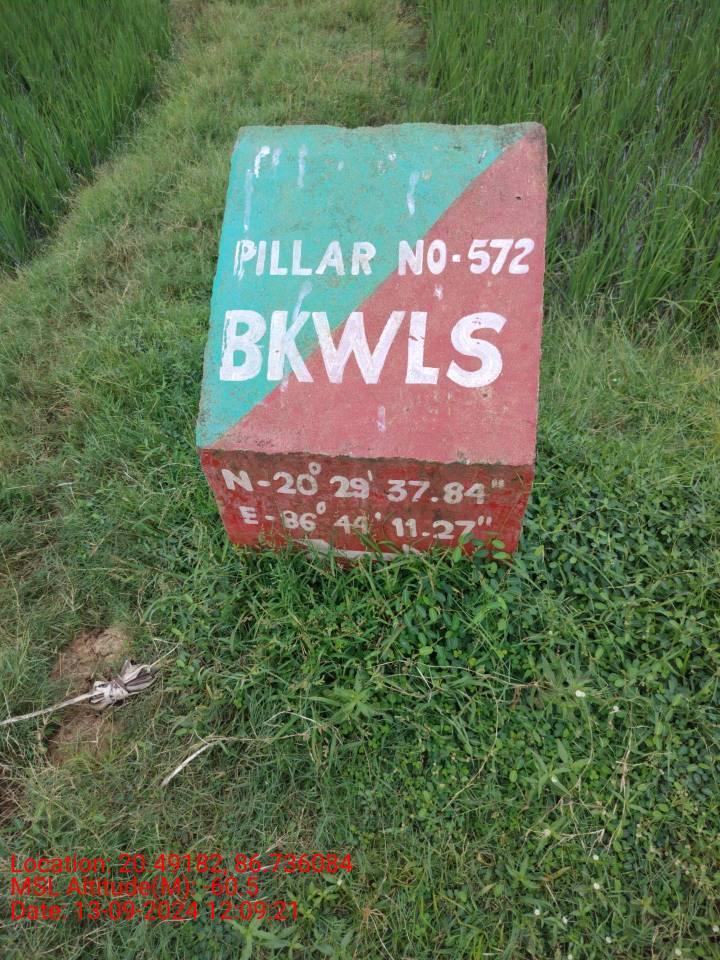 PILLAR NO-572
BKWLS
N-20° 29' 37.84"
E-86° 44' 11.27"
Location: 20.49182, 86.736084
MSL Altitude(M): -60.5
Date: 13-09-2024 12:09:21